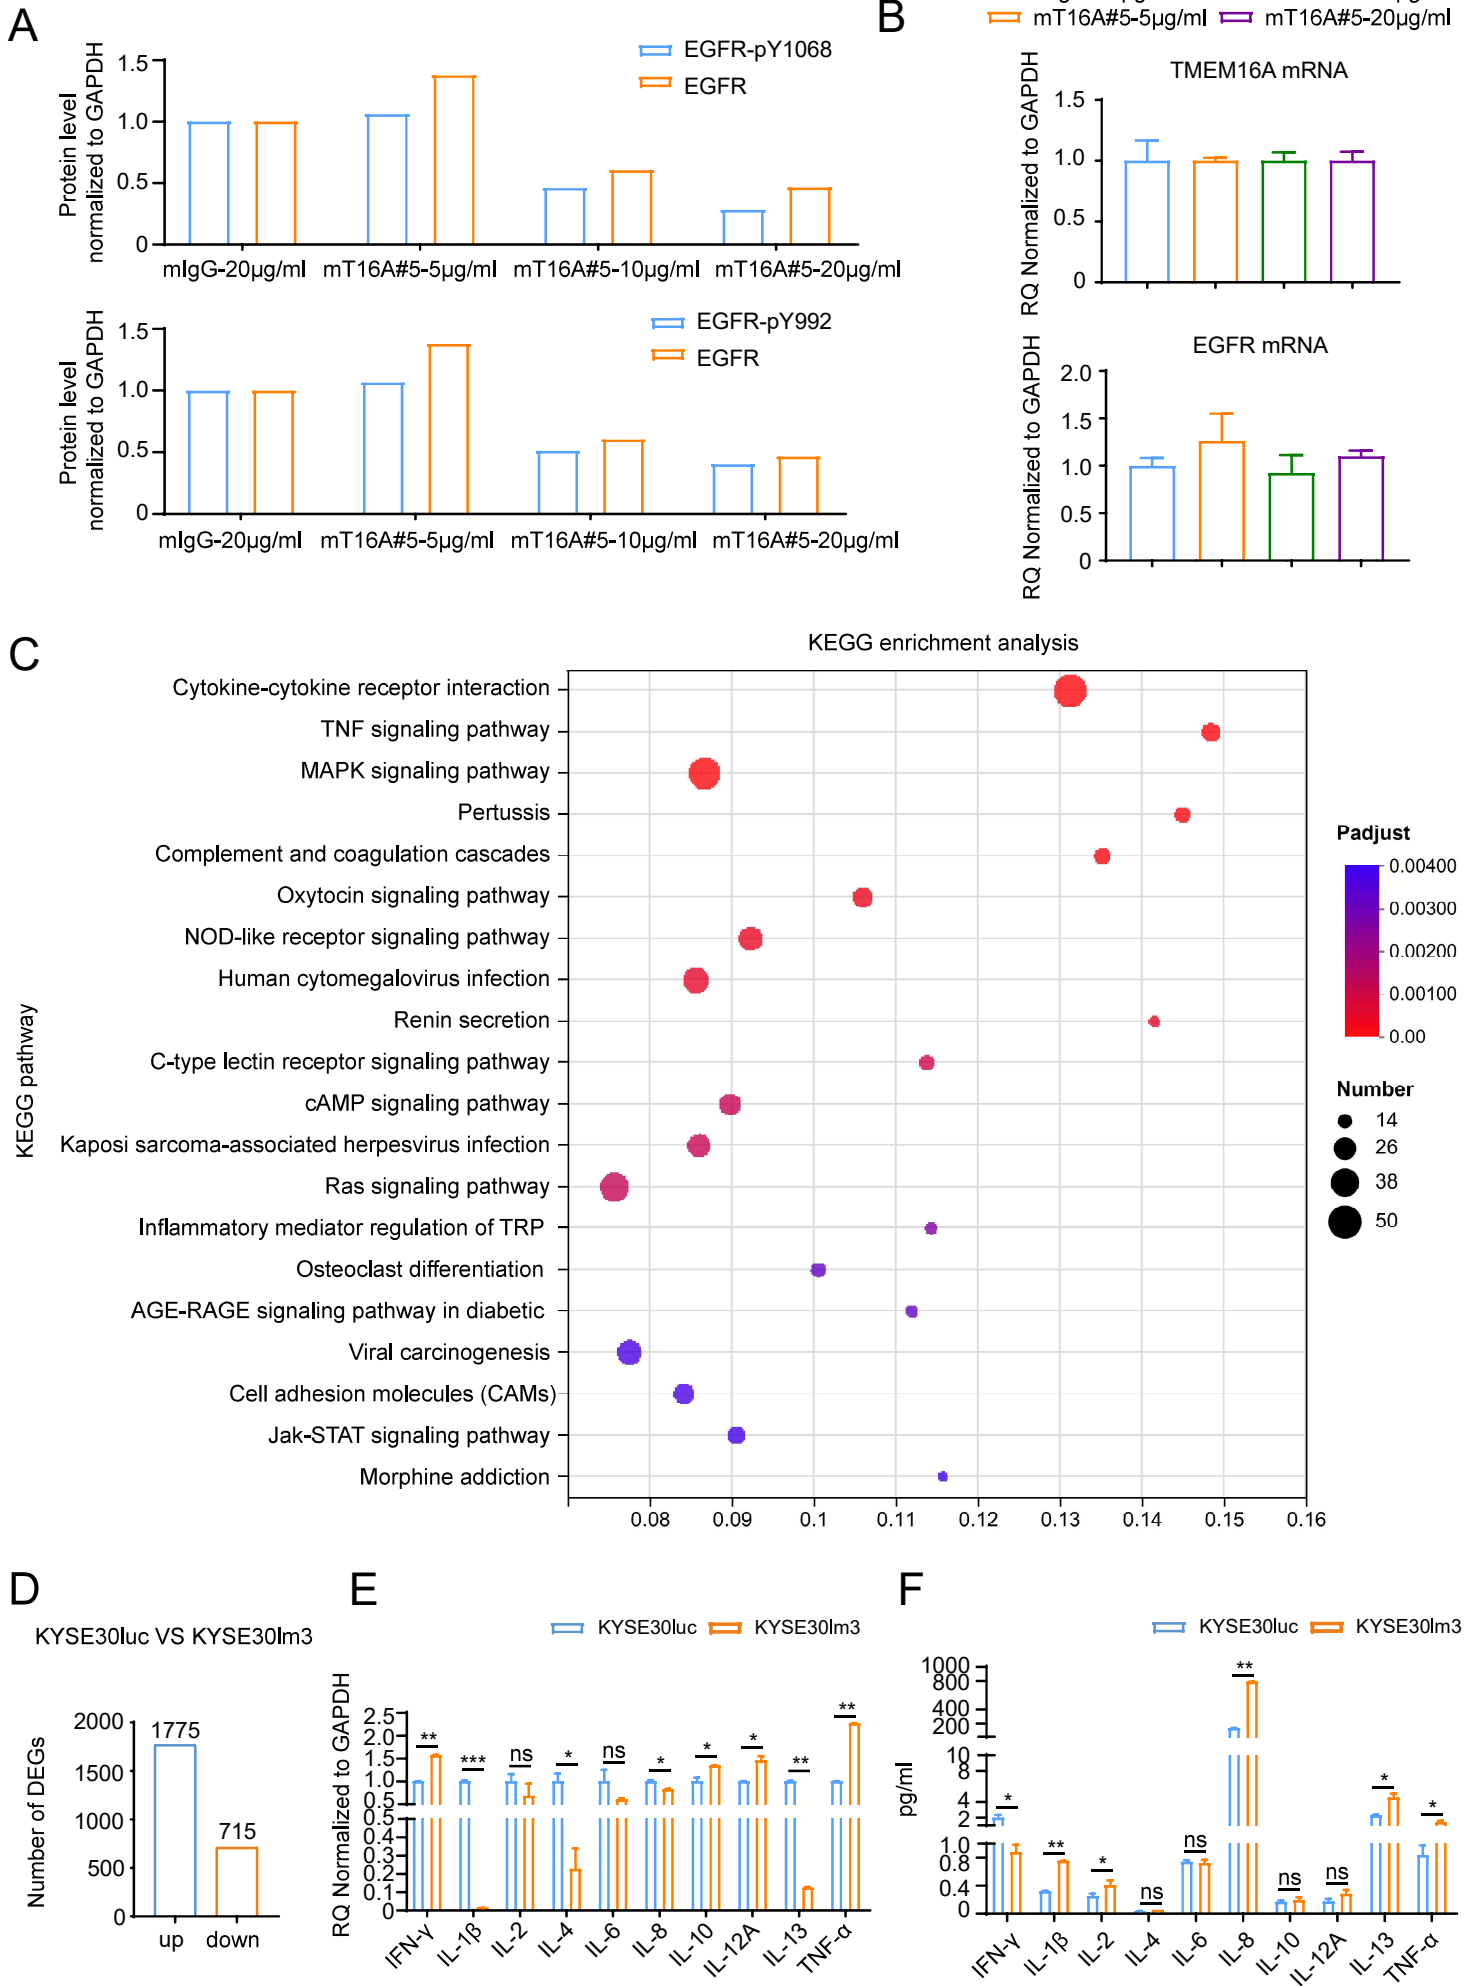 A
EGFR-pY1068
EGFR
Protein level
normalized to GAPDH
1.5
1.0
0.5
0
mIgG-20μg/ml mT16A#5-5μg/ml mT16A#5-10μg/ml mT16A#5-20μg/ml
EGFR-pY992
EGFR
Protein level
normalized to GAPDH
1.5
1.0
0.5
0
mIgG-20μg/ml mT16A#5-5μg/ml mT16A#5-10μg/ml mT16A#5-20μg/ml
B
mT16A#5-5μg/ml mT16A#5-20μg/ml
TMEM16A mRNA
RQ Normalized to GAPDH
1.5
1.0
0.5
0
EGFR mRNA
RQ Normalized to GAPDH
2.0
1.5
1.0
0.5
0
C
KEGG enrichment analysis
KEGG pathway
Cytokine-cytokine receptor interaction
TNF signaling pathway
MAPK signaling pathway
Pertussis
Complement and coagulation cascades
Oxytocin signaling pathway
NOD-like receptor signaling pathway
Human cytomegalovirus infection
Renin secretion
C-type lectin receptor signaling pathway
cAMP signaling pathway
Kaposi sarcoma-associated herpesvirus infection
Ras signaling pathway
Inflammatory mediator regulation of TRP
Osteoclast differentiation
AGE-RAGE signaling pathway in diabetic
Viral carcinogenesis
Cell adhesion molecules (CAMs)
Jak-STAT signaling pathway
Morphine addiction
0.08 0.09 0.1 0.11 0.12 0.13 0.14 0.15 0.16
Padjust
0.00400
0.00300
0.00200
0.00100
0.00
Number
14
26
38
50
D
KYSE30luc VS KYSE30lm3
Number of DEGs
2000
1500
1000
500
0
1775
715
up down
E
KYSE30luc KYSE30lm3
RQ Normalized to GAPDH
2.5
2.0
1.5
1.0
0.5
0.5
0.4
0.3
0.2
0.1
0
** *** ns * ns * * * ** **
IFN-γ IL-1β IL-2 IL-4 IL-6 IL-8 IL-10 IL-12A IL-13 TNF-α
F
KYSE30luc KYSE30lm3
pg/ml
1000
800
400
200
10
8
4
2
1.0
0.8
0.4
0
* ** * ns ns ** ns ns * *
IFN-γ IL-1β IL-2 IL-4 IL-6 IL-8 IL-10 IL-12A IL-13 TNF-α